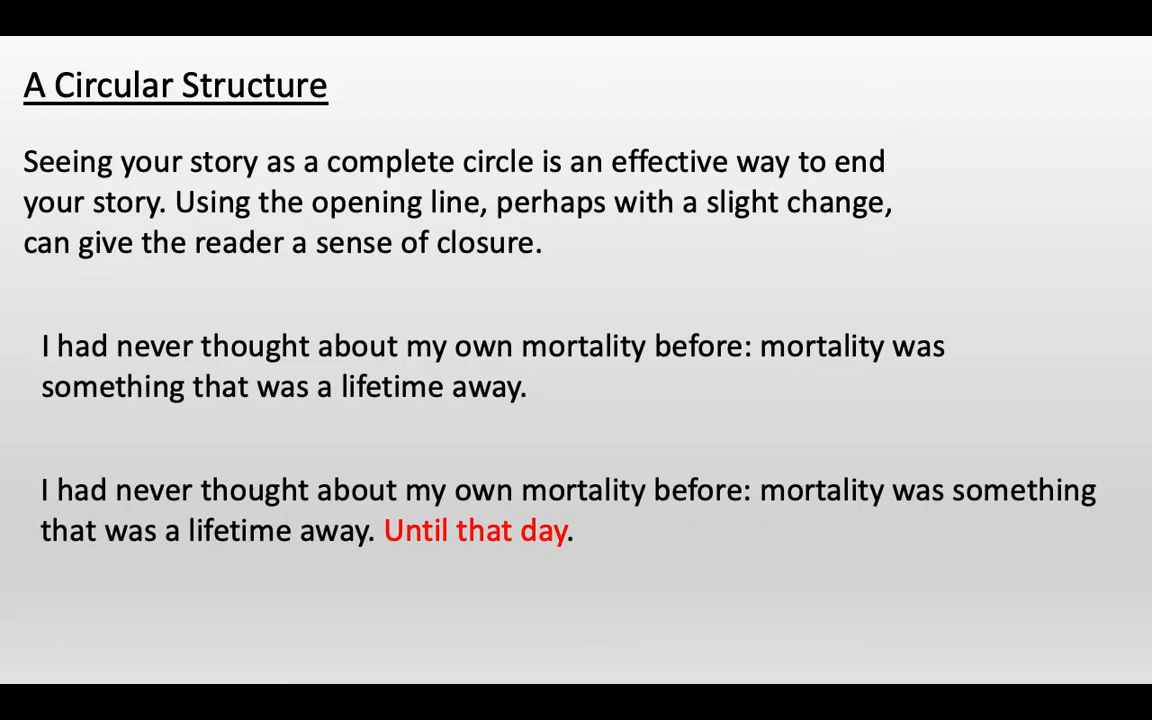 A Circular Structure
Seeing your story as a complete circle is an effective way to end
your story. Using the opening line, perhaps with a slight change,
can give the reader a sense of closure.
I had never thought about my own mortality before: mortality was
something that was a lifetime away.
I had never thought about my own mortality before: mortality was something
that was a lifetime away. Until that day.